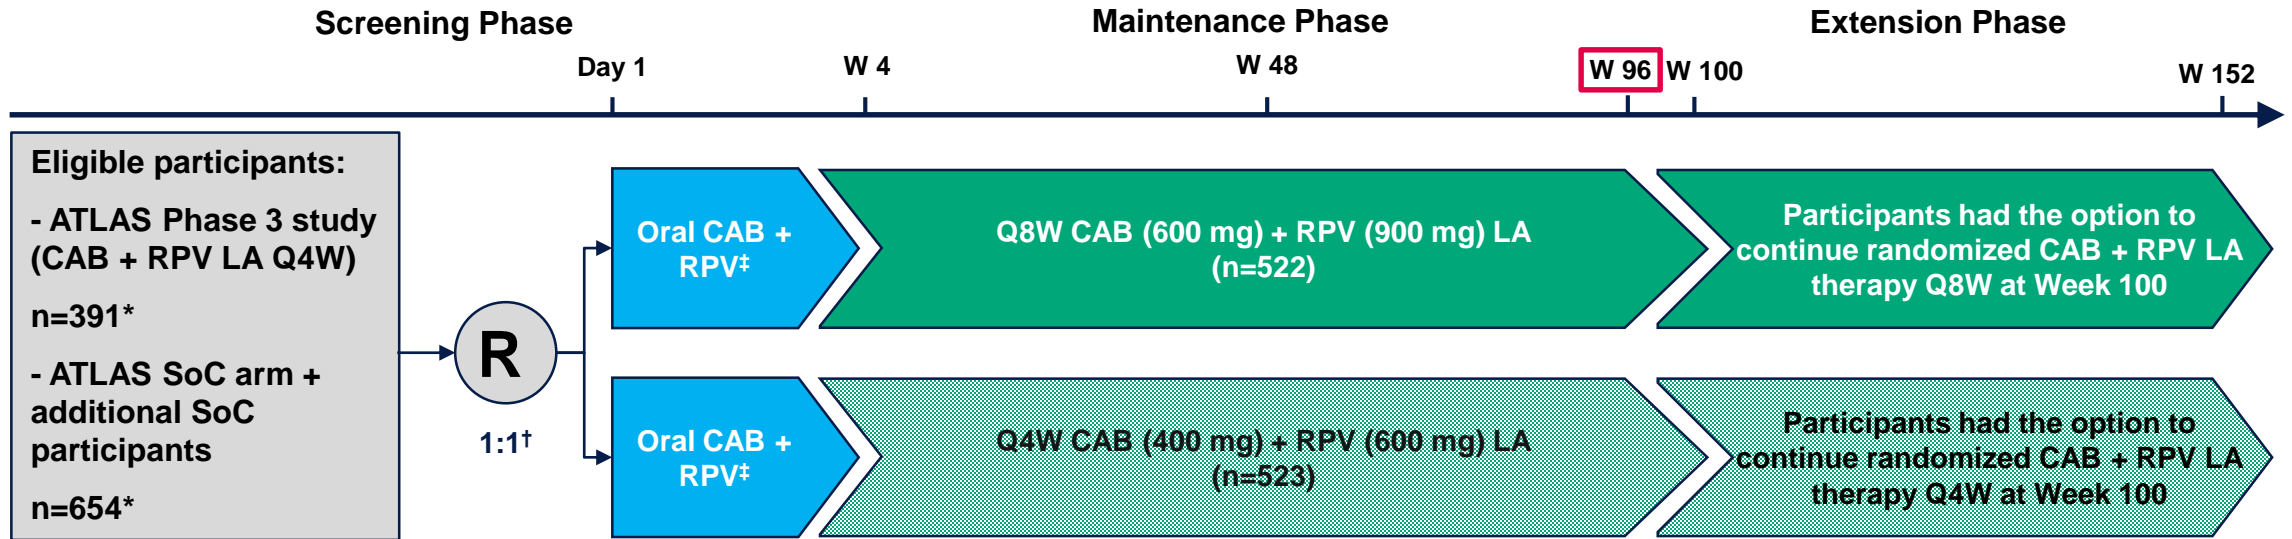 Screening Phase
Maintenance Phase
Extension Phase
Day 1
W 4
W 48
W 96
W 100
W 152
Eligible participants:
- ATLAS Phase 3 study
(CAB + RPV LA Q4W)
n=391*
- ATLAS SoC arm +
additional SoC
participants
n=654*
R
1:1†
Oral CAB +
RPV‡
Q8W CAB (600 mg) + RPV (900 mg) LA
(n=522)
Participants had the option to
continue randomized CAB + RPV LA
therapy Q8W at Week 100
Oral CAB +
RPV‡
Q4W CAB (400 mg) + RPV (600 mg) LA
(n=523)
Participants had the option to
continue randomized CAB + RPV LA
therapy Q4W at Week 100